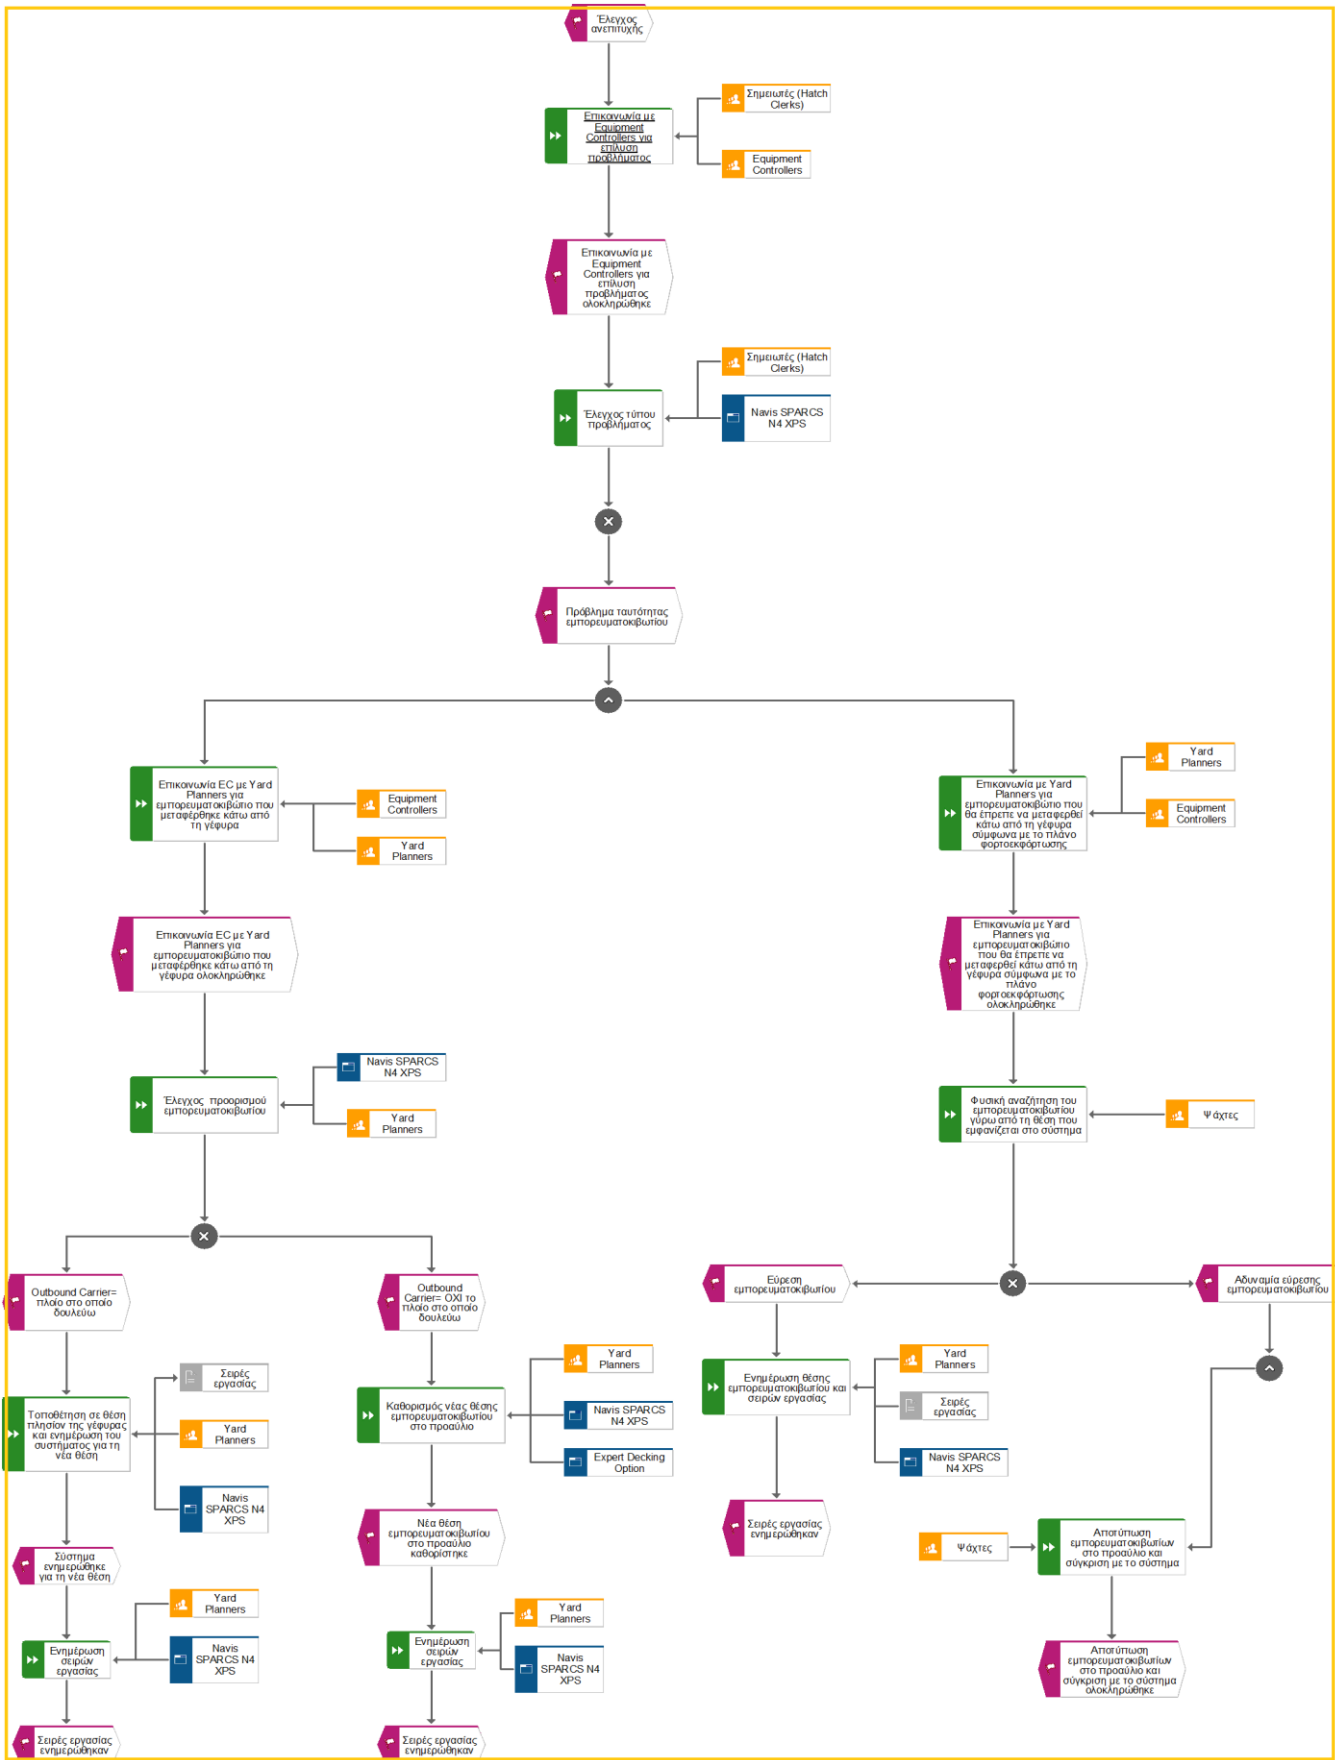 Έλεγχος
ανεπιτυχής
Σημειωτές (Hatch
Clerks)
Επικοινωνία με
Equipment
Controllers για
επίλυση
προβλήματος
Equipment
Controllers
Επικοινωνία με
Equipment
Controllers για
επίλυση
προβλήματος
ολοκληρώθηκε
Σημειωτές (Hatch
Clerks)
Έλεγχος τύπου
προβλήματος
Navis SPARCS
N4 XPS
Πρόβλημα ταυτότητας
εμπορευματοκιβωτίου
Επικοινωνία EC με Yard
Planners για
εμπορευματοκιβώτιο που
μεταφέρθηκε κάτω από
τη γέφυρα
Equipment
Controllers
Yard
Planners
Yard
Planners
Επικοινωνία με Yard
Planners για
εμπορευματοκιβώτιο που
θα έπρεπε να μεταφερθεί
κάτω από τη γέφυρα
σύμφωνα με το πλάνο
φορτοεκφόρτωσης
Equipment
Controllers
Επικοινωνία EC με Yard
Planners για
εμπορευματοκιβώτιο που
μεταφέρθηκε κάτω από τη
γέφυρα ολοκληρώθηκε
Επικοινωνία με Yard
Planners για
εμπορευματοκιβώτιο
που θα έπρεπε να
μεταφερθεί κάτω από τη
γέφυρα σύμφωνα με το
πλάνο
φορτοεκφόρτωσης
ολοκληρώθηκε
Navis SPARCS
N4 XPS
Έλεγχος προορισμού
εμπορευματοκιβωτίου
Yard
Planners
Φυσική αναζήτηση του
εμπορευματοκιβωτίου
γύρω από τη θέση που
εμφανίζεται στο σύστημα
Ψάχτες
Outbound Carrier=
πλοίο στο οποίο
δουλεύω
Outbound
Carrier= ΟΧΙ το
πλοίο στο οποίο
δουλεύω
Εύρεση
εμπορευματοκιβωτίου
Αδυναμία εύρεσης
εμπορευματοκιβωτίου
Σειρές
εργασίας
Τοποθέτηση σε θέση
πλησίον της γέφυρας
και ενημέρωση του
συστήματος για τη
νέα θέση
Yard
Planners
Navis
SPARCS N4
XPS
Yard
Planners
Καθορισμός νέας θέσης
εμπορευματοκιβωτίου
στο προαύλιο
Navis SPARCS
N4 XPS
Expert Decking
Option
Yard
Planners
Ενημέρωση θέσης
εμπορευματοκιβωτίου και
σειρών εργασίας
Σειρές
εργασίας
Navis SPARCS
N4 XPS
Σύστημα
ενημερώθηκε
για τη νέα θέση
Νέα θέση
εμπορευματοκιβωτίου
στο προαύλιο
καθορίστηκε
Σειρές εργασίας
ενημερώθηκαν
Ψάχτες
Αποτύπωση
εμπορευματοκιβωτίων
στο προαύλιο και
σύγκριση με το σύστημα
Yard
Planners
Ενημέρωση
σειρών
εργασίας
Navis
SPARCS N4
XPS
Yard
Planners
Ενημέρωση
σειρών
εργασίας
Navis
SPARCS N4
XPS
Αποτύπωση
εμπορευματοκιβωτίων
στο προαύλιο και
σύγκριση με το σύστημα
ολοκληρώθηκε
Σειρές εργασίας
ενημερώθηκαν
Σειρές εργασίας
ενημερώθηκαν